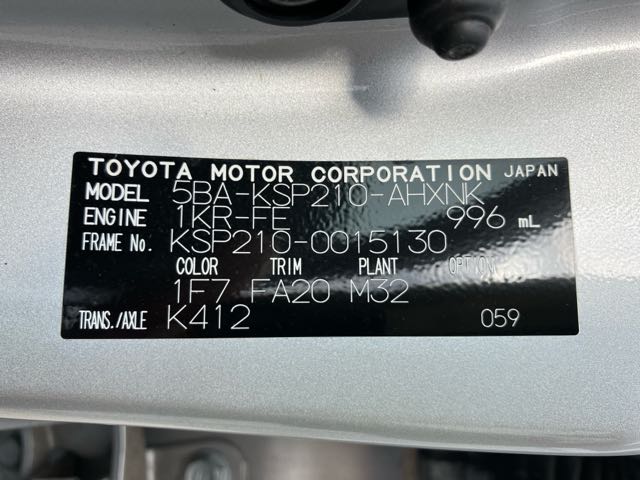 TOYOTA MOTOR CORPORATION JAPAN
MODEL 5BA-KSP210-AHXNK
ENGINE 1KR-FE 996 mL
FRAME No. KSP210-0015130
COLOR TRIM PLANT OPTION
1F7 FA20 M32
TRANS./AXLE K412 059